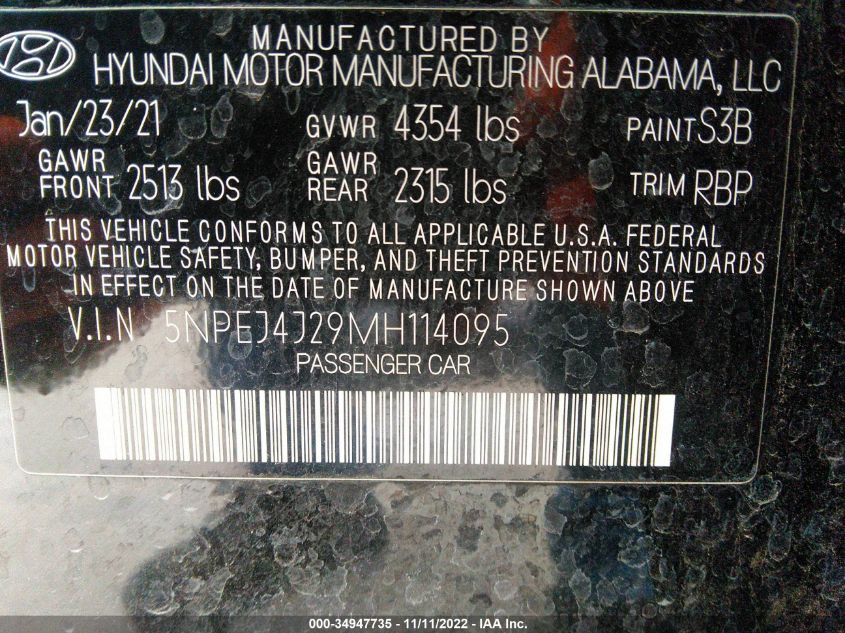 MANUFACTURED BY
HYUNDAI MOTOR MANUFACTURING ALABAMA, LLC
Jan/23/21 GVWR 4354 lbs PAINT S3B
GAWR FRONT 2513 lbs GAWR REAR 2315 lbs TRIM RBP
THIS VEHICLE CONFORMS TO ALL APPLICABLE U.S.A. FEDERAL
MOTOR VEHICLE SAFETY, BUMPER, AND THEFT PREVENTION STANDARDS
IN EFFECT ON THE DATE OF MANUFACTURE SHOWN ABOVE
V.I.N 5NPEJ4J29MH114095
PASSENGER CAR
000-34947735 - 11/11/2022 - IAA Inc.